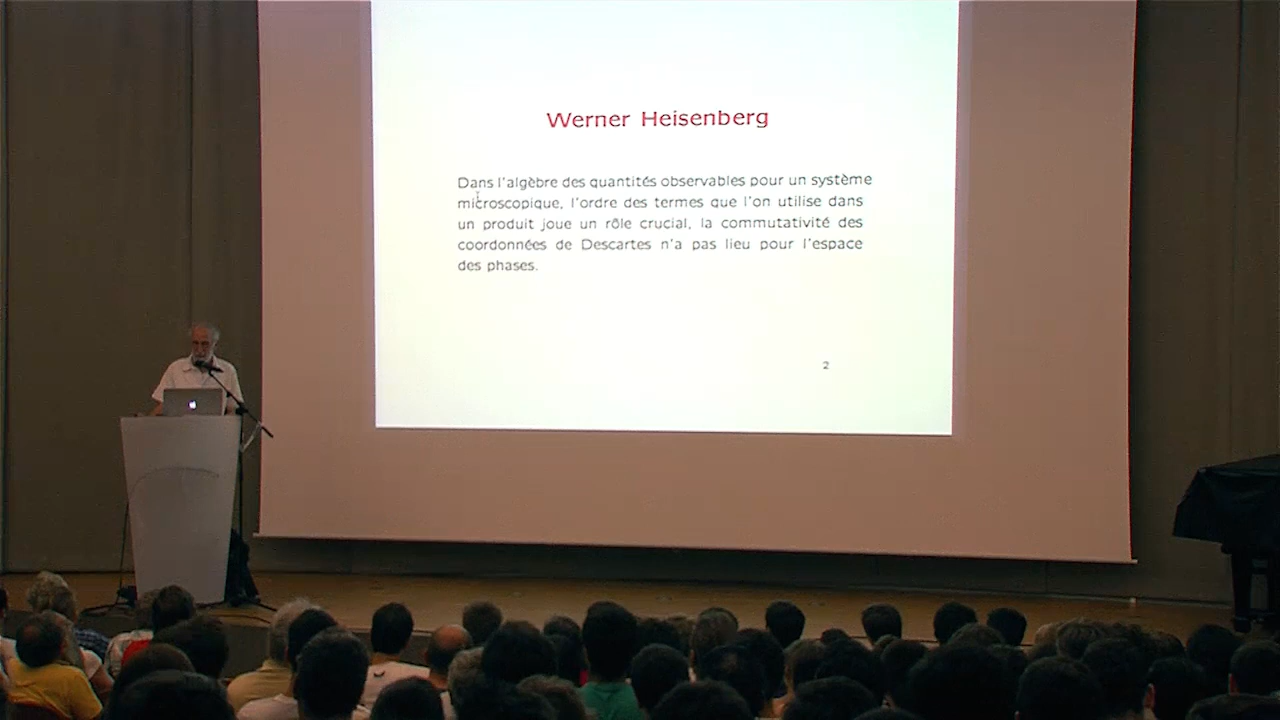 Werner Heisenberg
Dans l'algèbre des quantités observables pour un système
microscopique, l'ordre des termes que l'on utilise dans
un produit joue un rôle crucial, la commutativité des
coordonnées de Descartes n'a pas lieu pour l'espace
des phases.
2